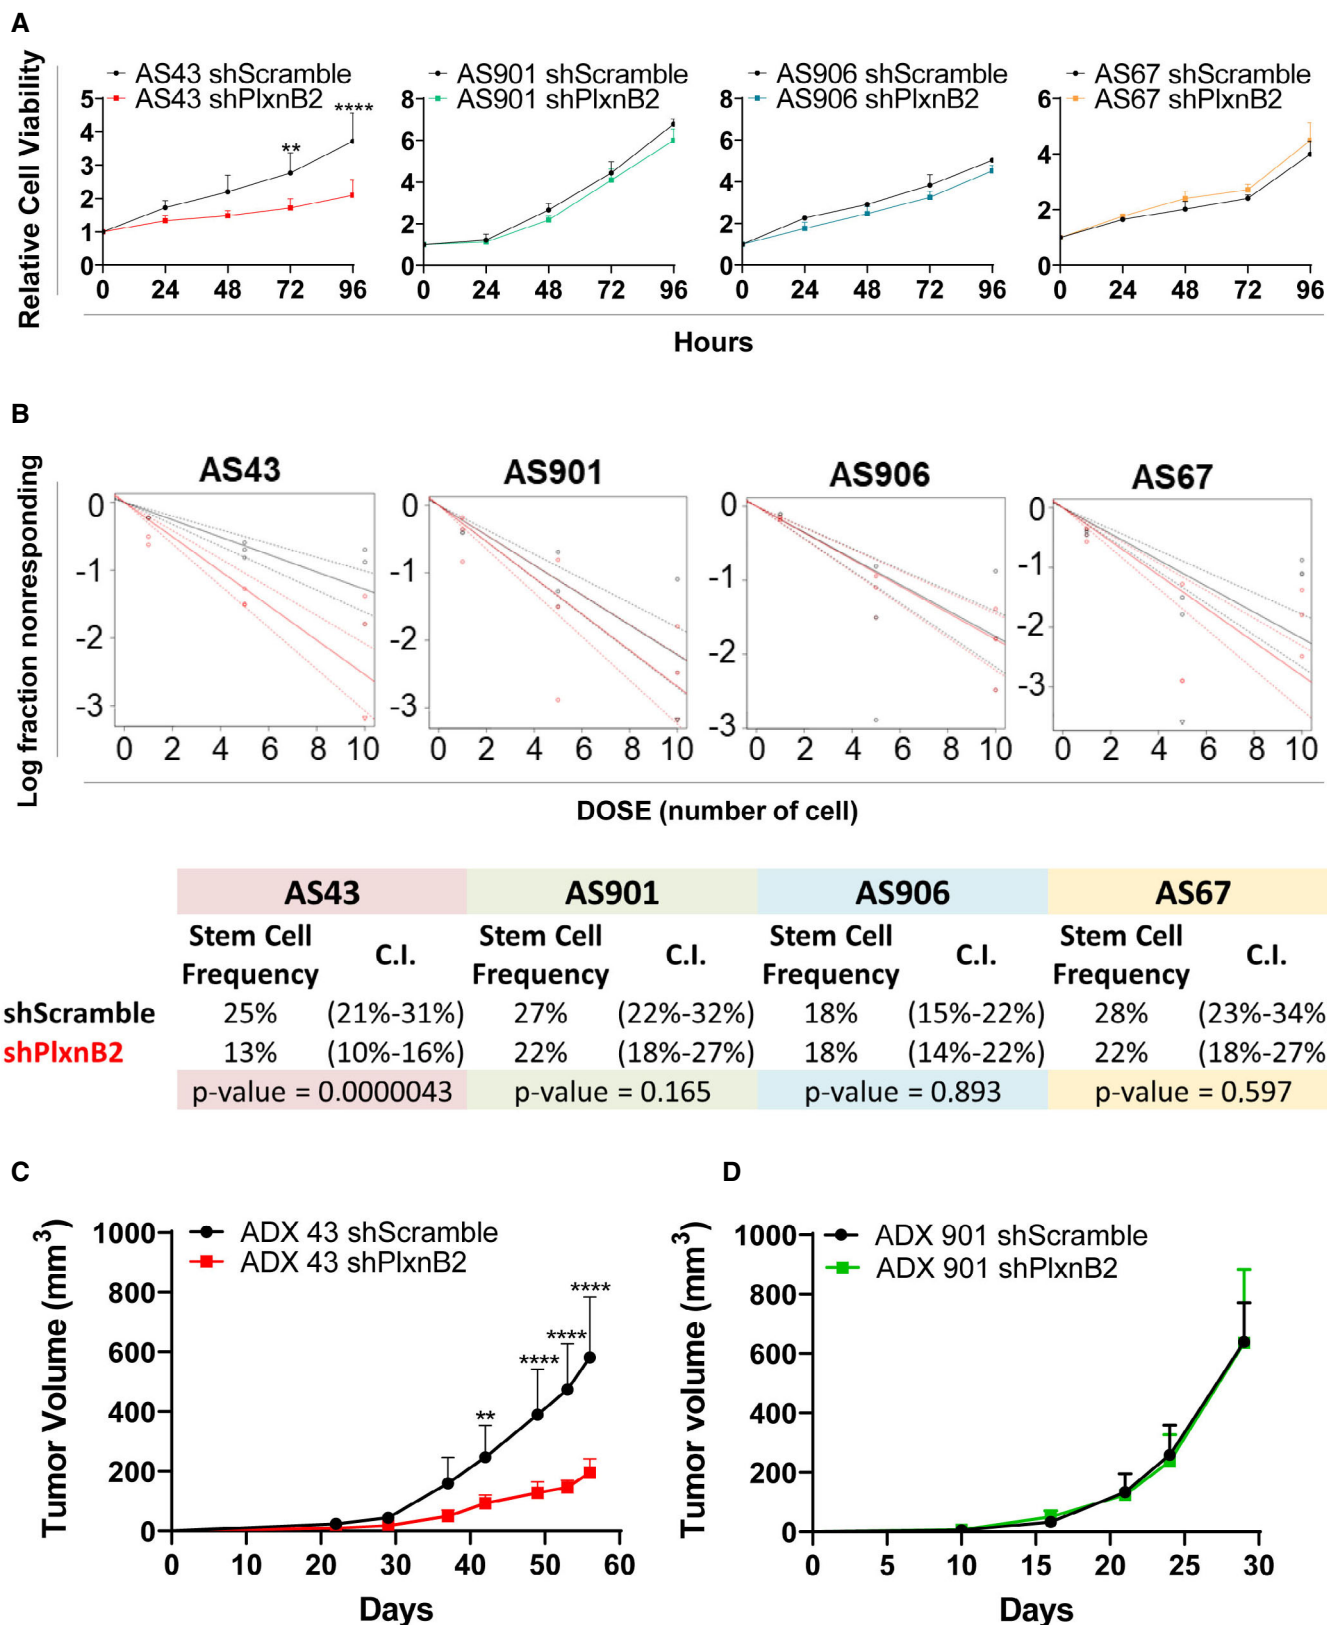 A
Relative Cell Viability
AS43 shScramble
AS43 shPlxnB2
5
4
3
2
1
0
**
****
0 24 48 72 96
AS901 shScramble
AS901 shPlxnB2
8
6
4
2
0
0 24 48 72 96
AS906 shScramble
AS906 shPlxnB2
8
6
4
2
0
0 24 48 72 96
AS67 shScramble
AS67 shPlxnB2
6
4
2
0
0 24 48 72 96
Hours
B
Log fraction nonresponding
AS43
0
-1
-2
-3
0 2 4 6 8 10
AS901
0
-1
-2
-3
0 2 4 6 8 10
AS906
0
-1
-2
-3
0 2 4 6 8 10
AS67
0
-1
-2
-3
0 2 4 6 8 10
DOSE (number of cell)
AS43 AS901 AS906 AS67
Stem Cell Frequency C.I. Stem Cell Frequency C.I. Stem Cell Frequency C.I. Stem Cell Frequency C.I.
shScramble 25% (21%-31%) 27% (22%-32%) 18% (15%-22%) 28% (23%-34%
shPlxnB2 13% (10%-16%) 22% (18%-27%) 18% (14%-22%) 22% (18%-27%
p-value = 0.0000043 p-value = 0.165 p-value = 0.893 p-value = 0.597
C
Tumor Volume (mm3)
ADX 43 shScramble
ADX 43 shPlxnB2
1000
800
600
400
200
0
**
****
****
****
0 10 20 30 40 50 60
Days
D
Tumor volume (mm3)
ADX 901 shScramble
ADX 901 shPlxnB2
1000
800
600
400
200
0
0 5 10 15 20 25 30
Days